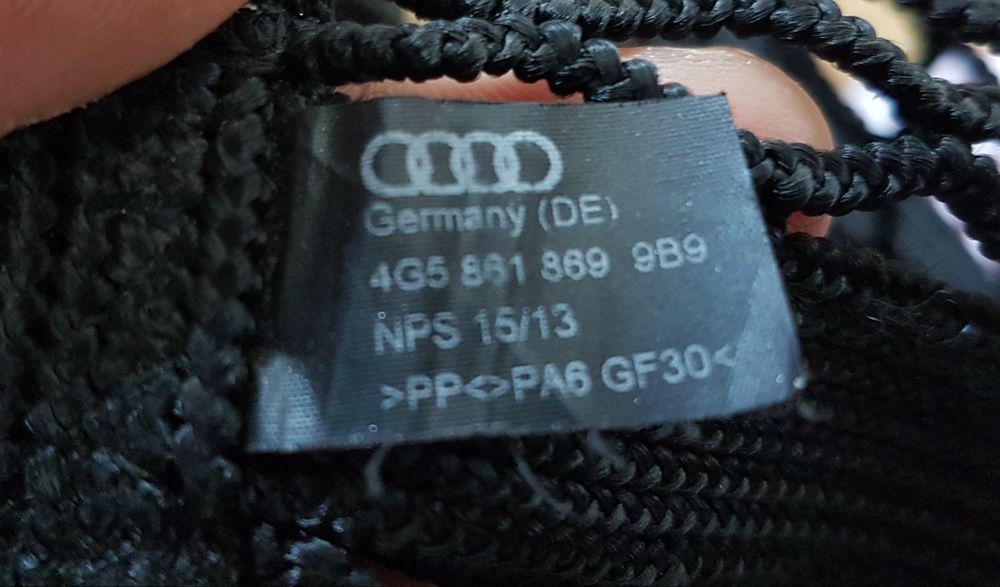 Germany (DE)
4G5 861 869 9B9
NPS 15/13
>PP<>PA6 GF30<